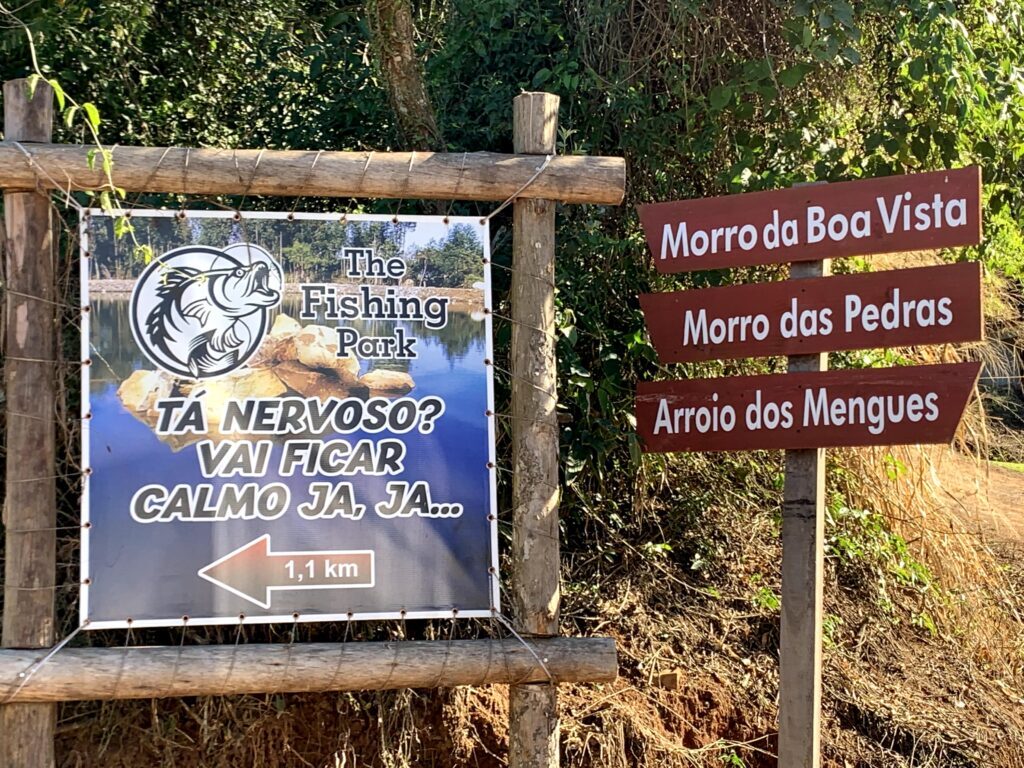 The
Fishing
Park
TÁ NERVOSO?
VAI FICAR
CALMO JA, JA...
1,1 km
Morro da Boa Vista
Morro das Pedras
Arroio dos Mengues